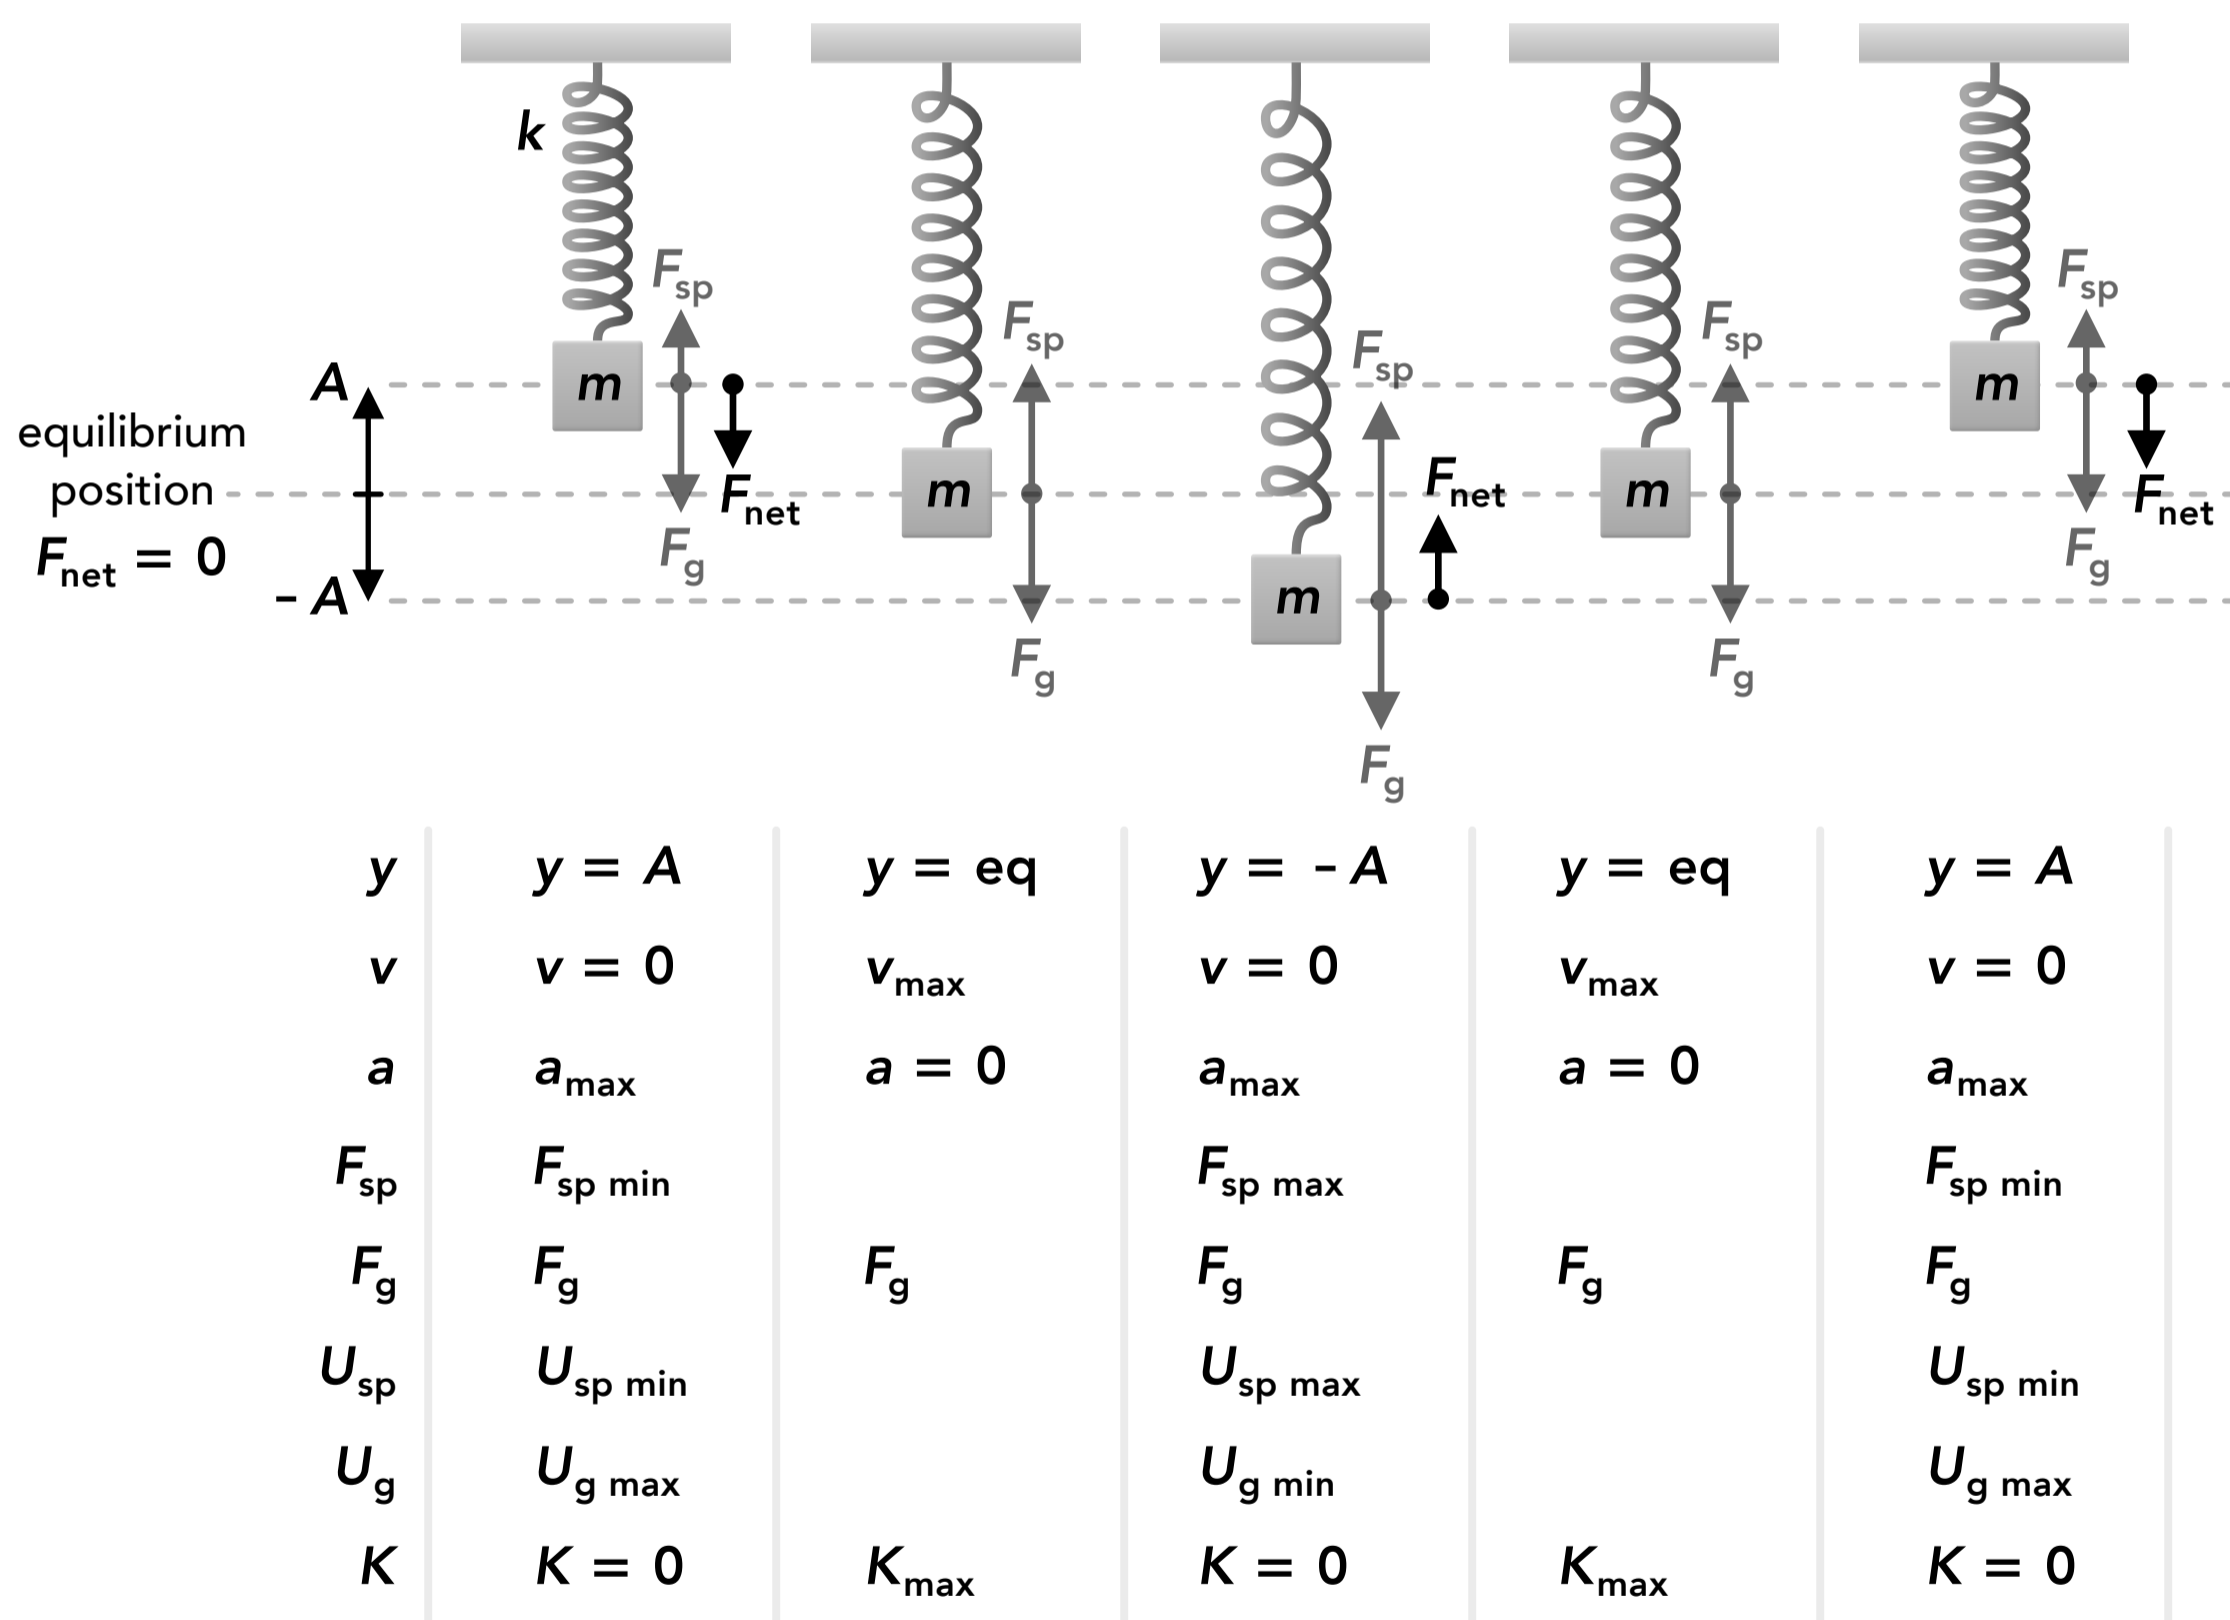 k
F_sp F_sp F_sp F_sp F_sp
A m m m m m
equilibrium
position
F_net = 0
– A
F_net F_net F_net
F_g F_g F_g F_g F_g
y y = A y = eq y = – A y = eq y = A
v v = 0 v_max v = 0 v_max v = 0
a a_max a = 0 a_max a = 0 a_max
F_sp F_sp min F_sp max F_sp min
F_g F_g F_g F_g F_g F_g
U_sp U_sp min U_sp max U_sp min
U_g U_g max U_g min U_g max
K K = 0 K_max K = 0 K_max K = 0